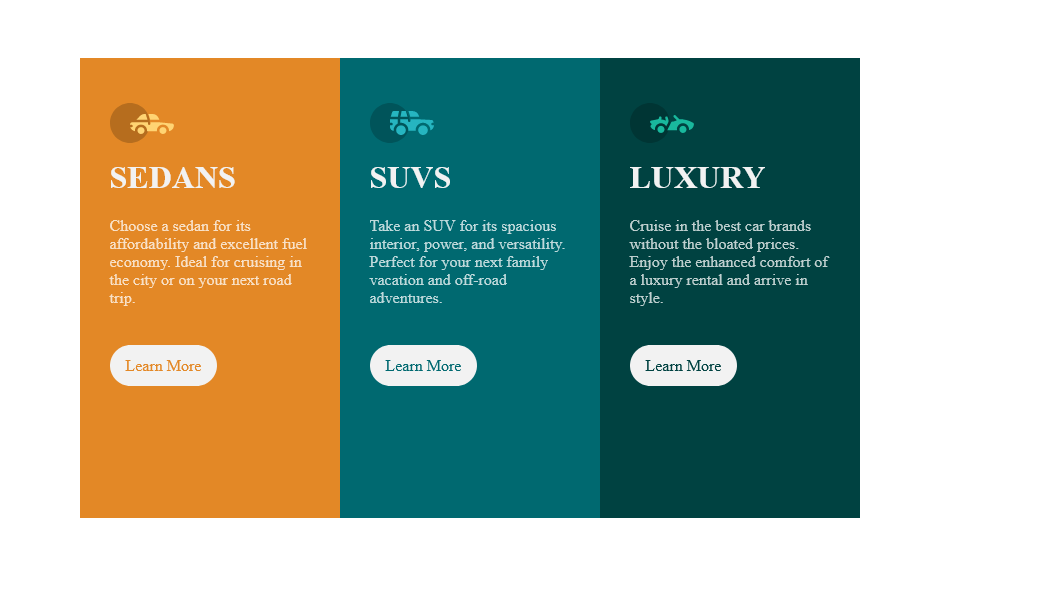 SEDANS
Choose a sedan for its
affordability and excellent fuel
economy. Ideal for cruising in
the city or on your next road
trip.
Learn More
SUVS
Take an SUV for its spacious
interior, power, and versatility.
Perfect for your next family
vacation and off-road
adventures.
Learn More
LUXURY
Cruise in the best car brands
without the bloated prices.
Enjoy the enhanced comfort of
a luxury rental and arrive in
style.
Learn More